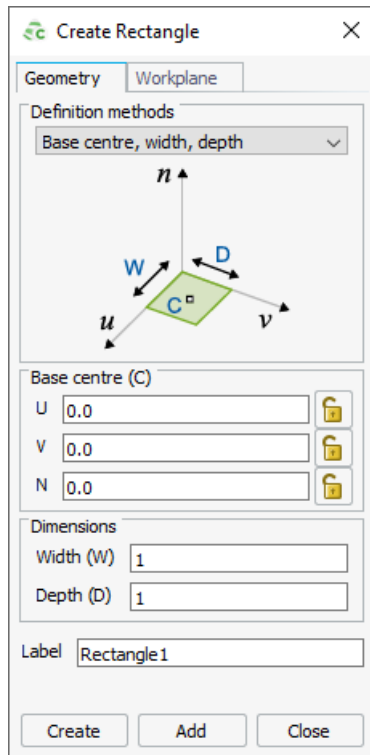 Create Rectangle
Geometry Workplane
Definition methods
Base centre, width, depth
n
W D
C
u v
Base centre (C)
U 0.0
V 0.0
N 0.0
Dimensions
Width (W) 1
Depth (D) 1
Label Rectangle1
Create Add Close